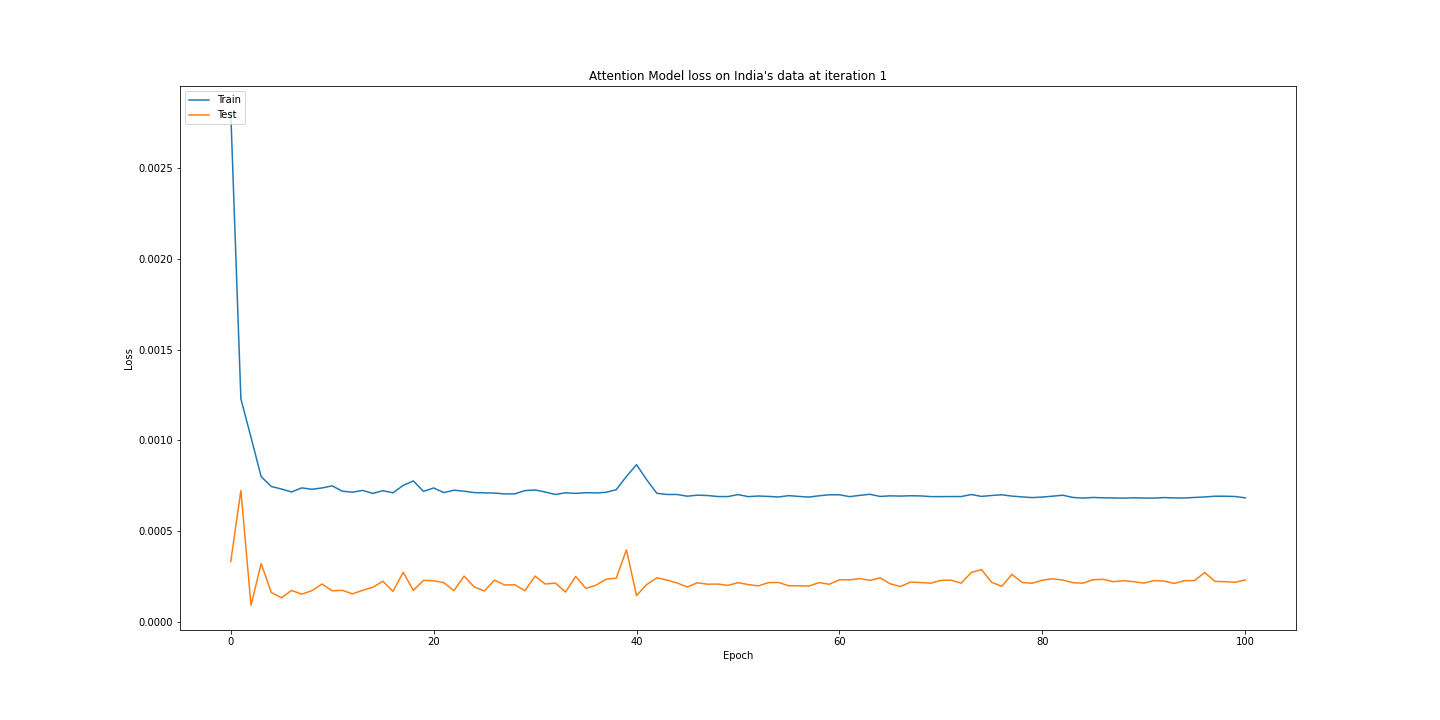 Attention Model loss on India's data at iteration 1
Train
Test
0.0025
0.0020
0.0015
0.0010
0.0005
0.0000
Loss
0 20 40 60 80 100
Epoch